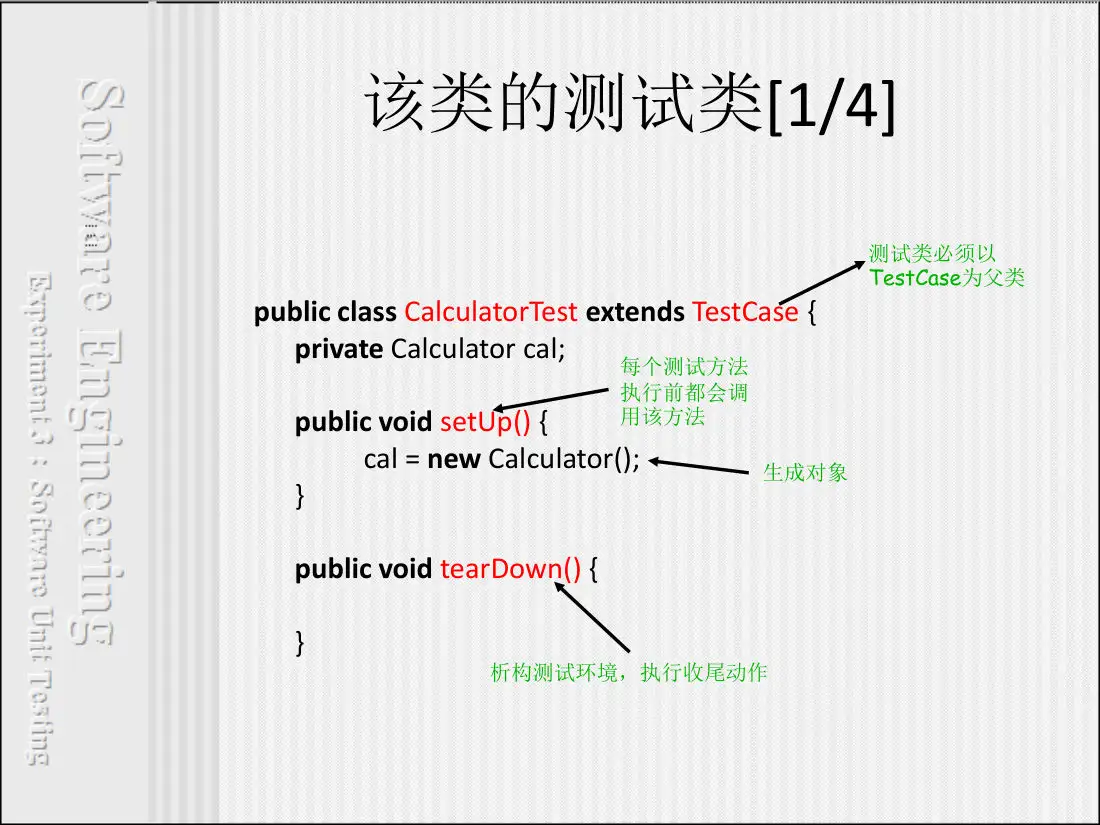 该类的测试类[1/4]
Software Engineering
Experiment3：Software Unit Testing
测试类必须以
TestCase为父类
public class CalculatorTest extends TestCase {
private Calculator cal;
每个测试方法
执行前都会调
用该方法
public void setUp() {
cal = new Calculator();
生成对象
}
public void tearDown() {
}
析构测试环境，执行收尾动作